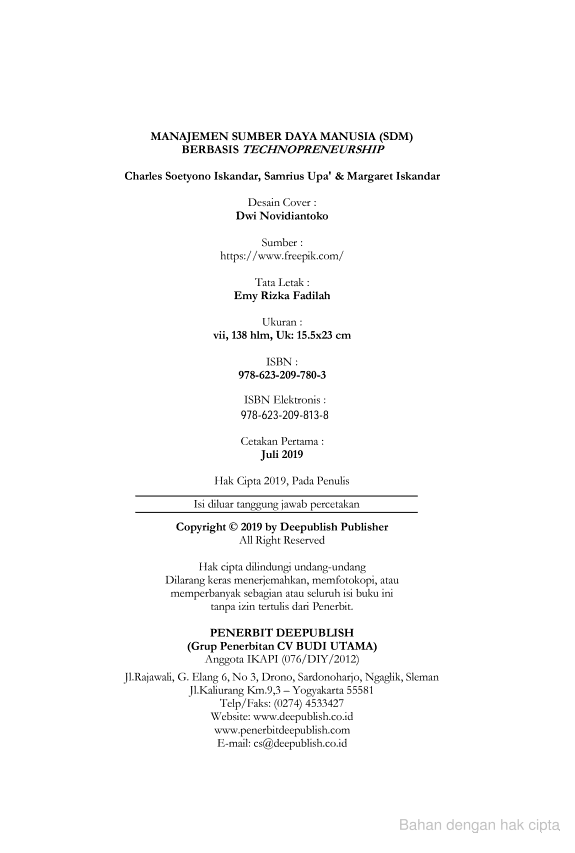 MANAJEMEN SUMBER DAYA MANUSIA (SDM)
BERBASIS TECHNOPRENEURSHIP
Charles Soetyono Iskandar, Samrius Upa' & Margaret Iskandar
Desain Cover :
Dwi Novidiantoko
Sumber :
https://www.freepik.com/
Tata Letak :
Emy Rizka Fadilah
Ukuran :
vii, 138 hlm, Uk: 15.5x23 cm
ISBN :
978-623-209-780-3
ISBN Elektronis :
978-623-209-813-8
Cetakan Pertama :
Juli 2019
Hak Cipta 2019, Pada Penulis
Isi diluar tanggung jawab percetakan
Copyright © 2019 by Deepublish Publisher
All Right Reserved
Hak cipta dilindungi undang-undang
Dilarang keras menerjemahkan, memfotokopi, atau
memperbanyak sebagian atau seluruh isi buku ini
tanpa izin tertulis dari Penerbit.
PENERBIT DEEPUBLISH
(Grup Penerbitan CV BUDI UTAMA)
Anggota IKAPI (076/DIY/2012)
Jl.Rajawali, G. Elang 6, No 3, Drono, Sardonoharjo, Ngaglik, Sleman
Jl.Kaliurang Km.9,3 – Yogyakarta 55581
Telp/Faks: (0274) 4533427
Website: www.deepublish.co.id
www.penerbitdeepublish.com
E-mail: cs@deepublish.co.id
Bahan dengan hak cipta